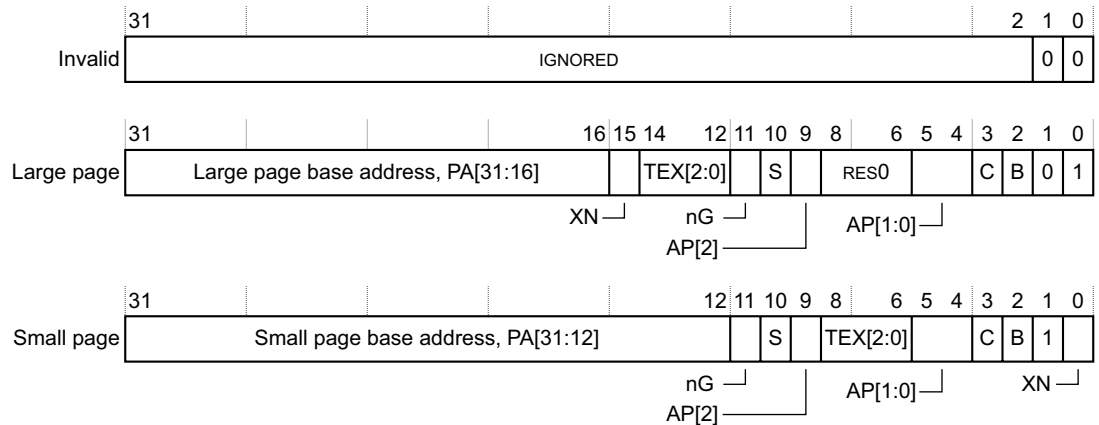 31 2 1 0
Invalid IGNORED 0 0
31 16 15 14 12 11 10 9 8 6 5 4 3 2 1 0
Large page Large page base address, PA[31:16] TEX[2:0] S RES0 C B 0 1
XN nG AP[1:0]
AP[2]
31 12 11 10 9 8 6 5 4 3 2 1 0
Small page Small page base address, PA[31:12] S TEX[2:0] C B 1
nG AP[1:0] XN
AP[2]